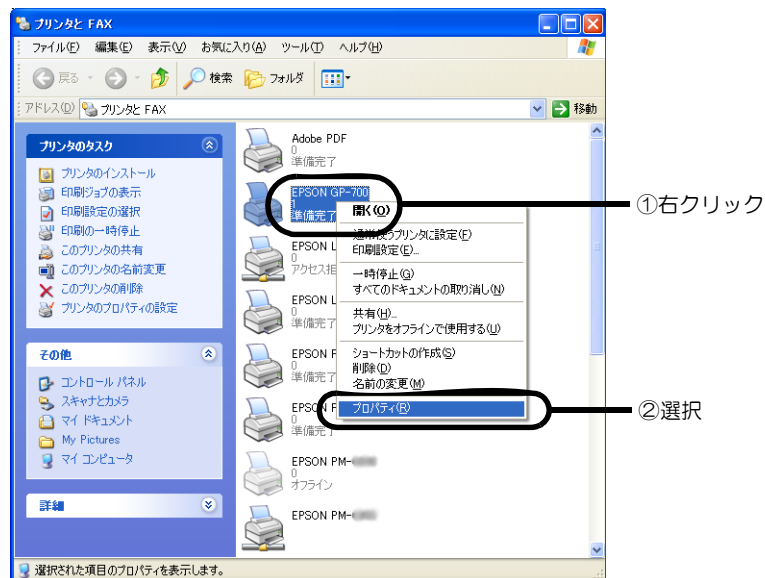 プリンタと FAX
ファイル(F) 編集(E) 表示(V) お気に入り(A) ツール(T) ヘルプ(H)
戻る 検索 フォルダ
アドレス(D) プリンタと FAX 移動
プリンタのタスク
プリンタのインストール
印刷ジョブの表示
印刷設定の選択
印刷の一時停止
このプリンタの共有
このプリンタの名前変更
このプリンタの削除
プリンタのプロパティの設定
その他
コントロール パネル
スキャナとカメラ
マイ ドキュメント
My Pictures
マイ コンピュータ
詳細
Adobe PDF
0
準備完了
EPSON GP-700
準備完了
EPSON L
0
アクセス拒
EPSON L
0
準備完了
EPSON F
0
準備完了
EPSON F
0
準備完了
EPSON PM-
0
オフライン
EPSON PM-
開く(O)
通常使うプリンタに設定(F)
印刷設定(E)...
一時停止(G)
すべてのドキュメントの取り消し(N)
共有(H)...
プリンタをオフラインで使用する(U)
ショートカットの作成(S)
削除(D)
名前の変更(M)
プロパティ(R)
①右クリック
②選択
選択された項目のプロパティを表示します。